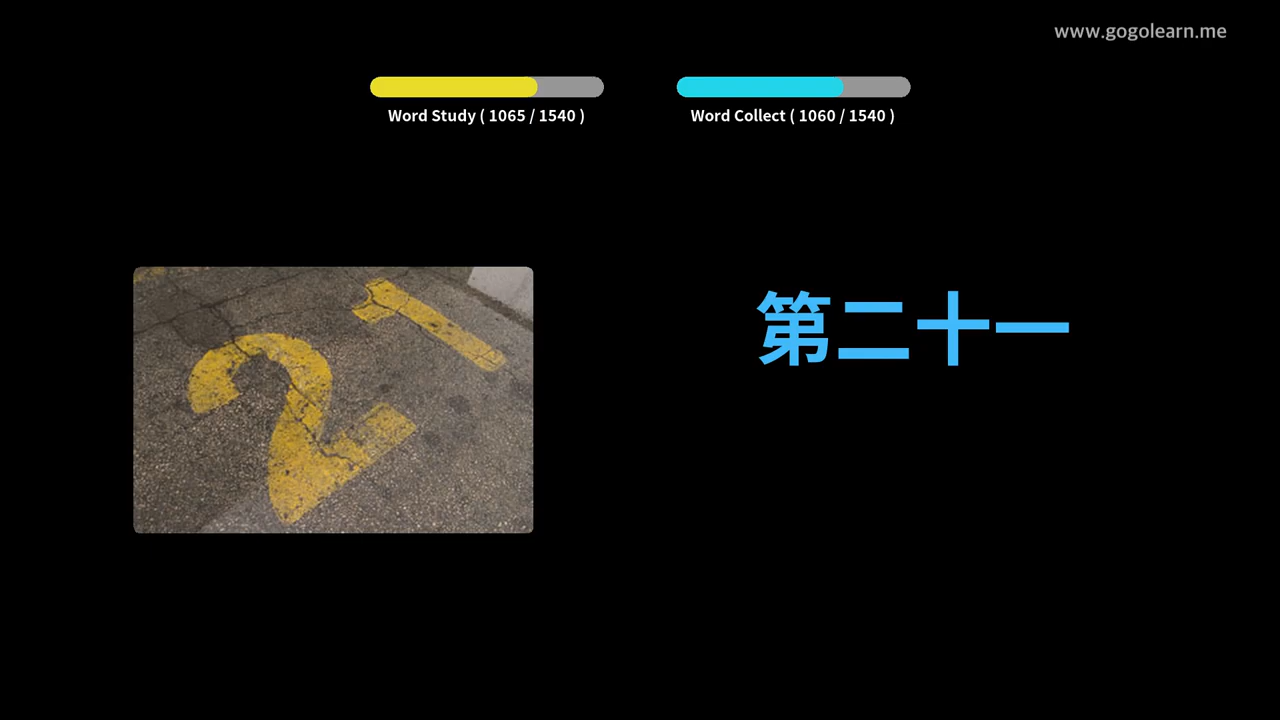 www.gogolearn.me
Word Study ( 1065 / 1540 )
Word Collect ( 1060 / 1540 )
21
第二十一